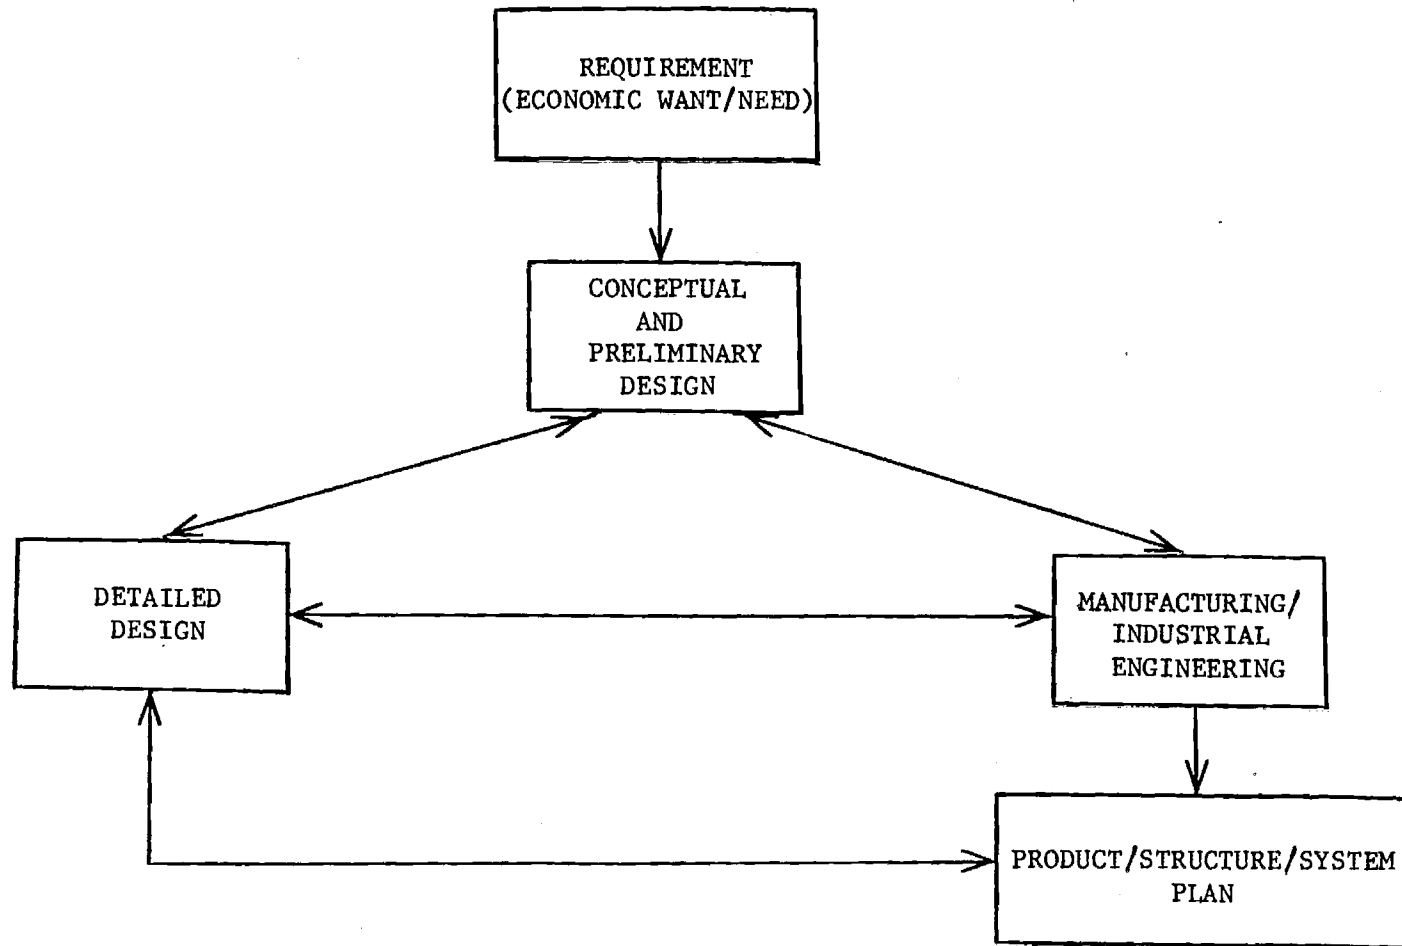 REQUIREMENT
(ECONOMIC WANT/NEED)
CONCEPTUAL
AND
PRELIMINARY
DESIGN
DETAILED
DESIGN
MANUFACTURING/
INDUSTRIAL
ENGINEERING
PRODUCT/STRUCTURE/SYSTEM
PLAN